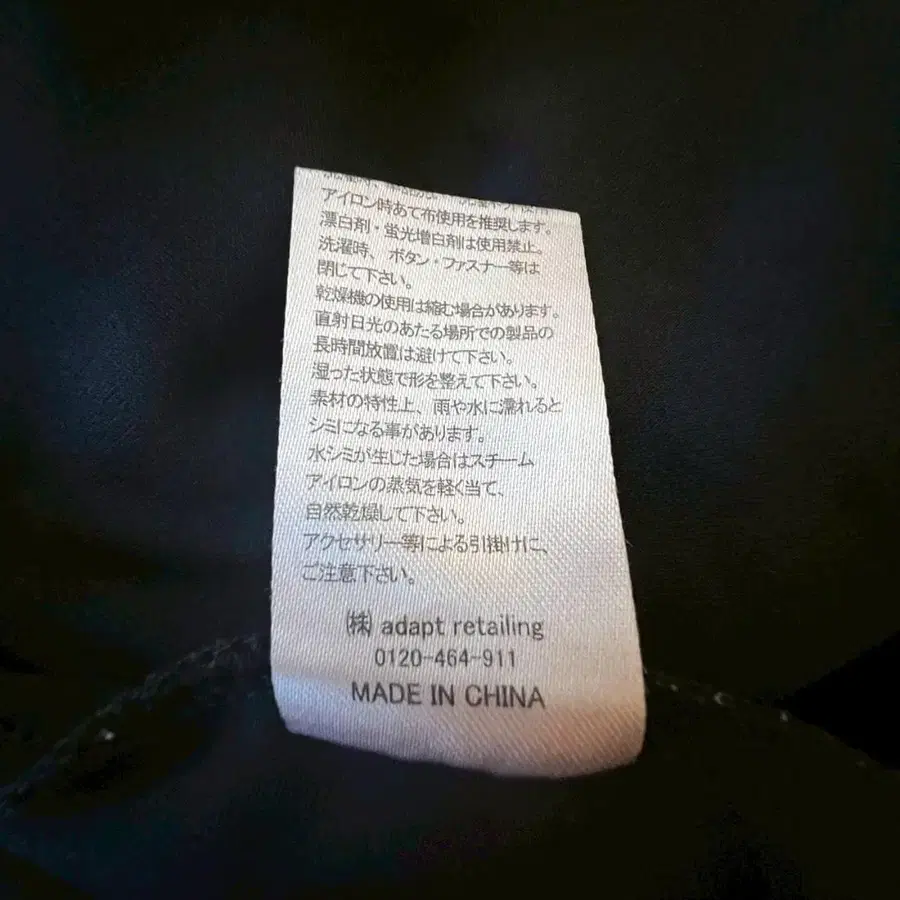 アイロン時あて布使用を推奨します。
漂白剤・蛍光増白剤は使用禁止。
洗濯時、ボタン・ファスナー等は
閉じて下さい。
乾燥機の使用は縮む場合があります。
直射日光のあたる場所での製品の
長時間放置は避けて下さい。
湿った状態で形を整えて下さい。
素材の特性上、雨や水に濡れると
シミになる事があります。
水シミが生じた場合はスチーム
アイロンの蒸気を軽く当て、
自然乾燥して下さい。
アクセサリー等による引掛けに、
ご注意下さい。
㈱ adapt retailing
0120-464-911
MADE IN CHINA